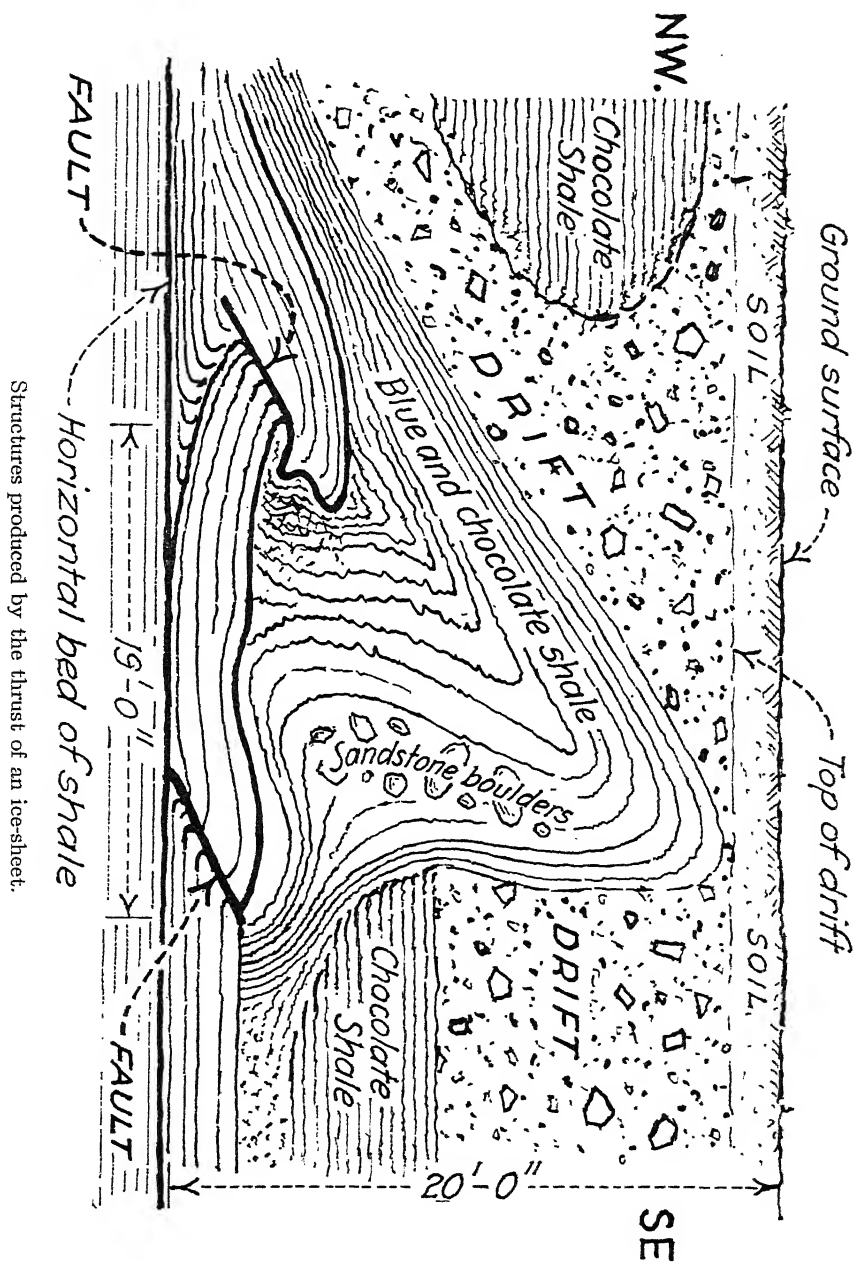 Ground surface
Top of drift
NW.
SE
SOIL
SOIL
Chocolate
Shale
DRIFT
DRIFT
Blue and chocolate shale
Sandstone boulders
Chocolate
Shale
20'-0"
FAULT
19'-0"
FAULT
Horizontal bed of shale
Structures produced by the thrust of an ice-sheet.